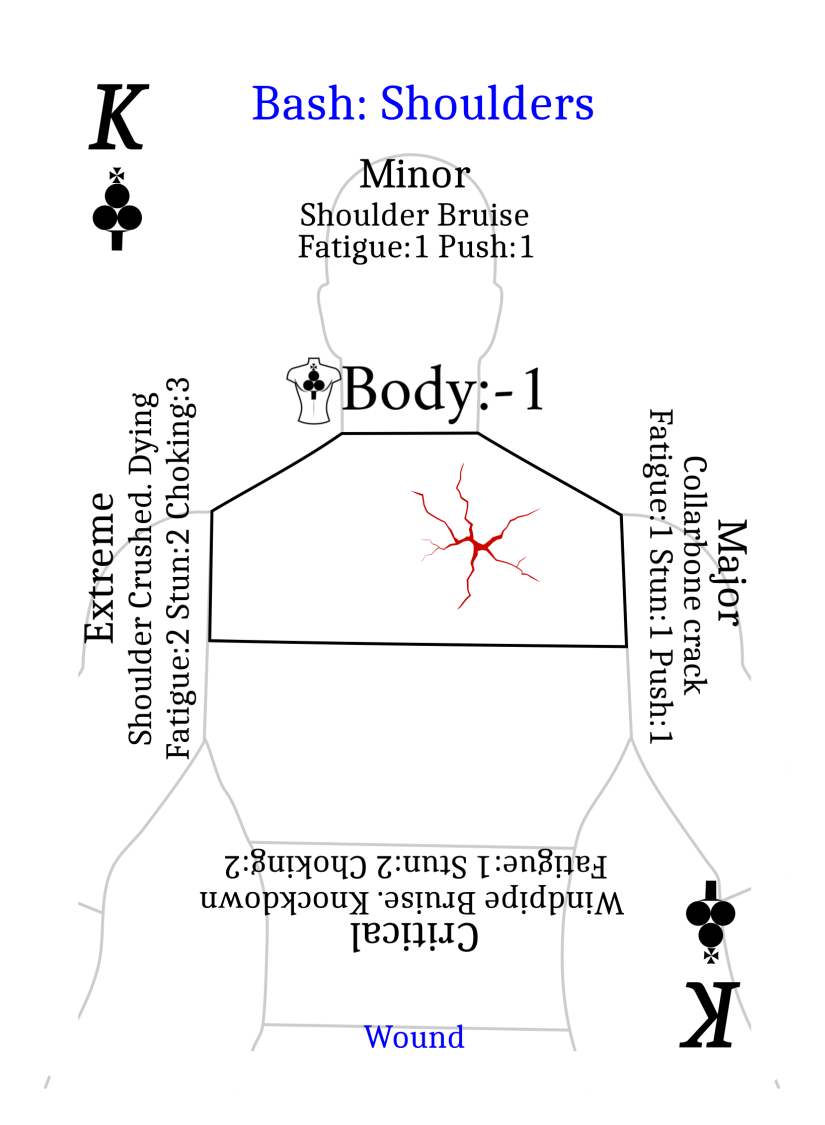 K
Bash: Shoulders
Minor
Shoulder Bruise
Fatigue:1 Push:1
Body:-1
Extreme
Shoulder Crushed. Dying
Fatigue:2 Stun:2 Choking:3
Major
Collarbone crack
Fatigue:1 Stun:1 Push:1
Critical
Windpipe Bruise. Knockdown
Fatigue:1 Stun:2 Choking:2
Wound
K